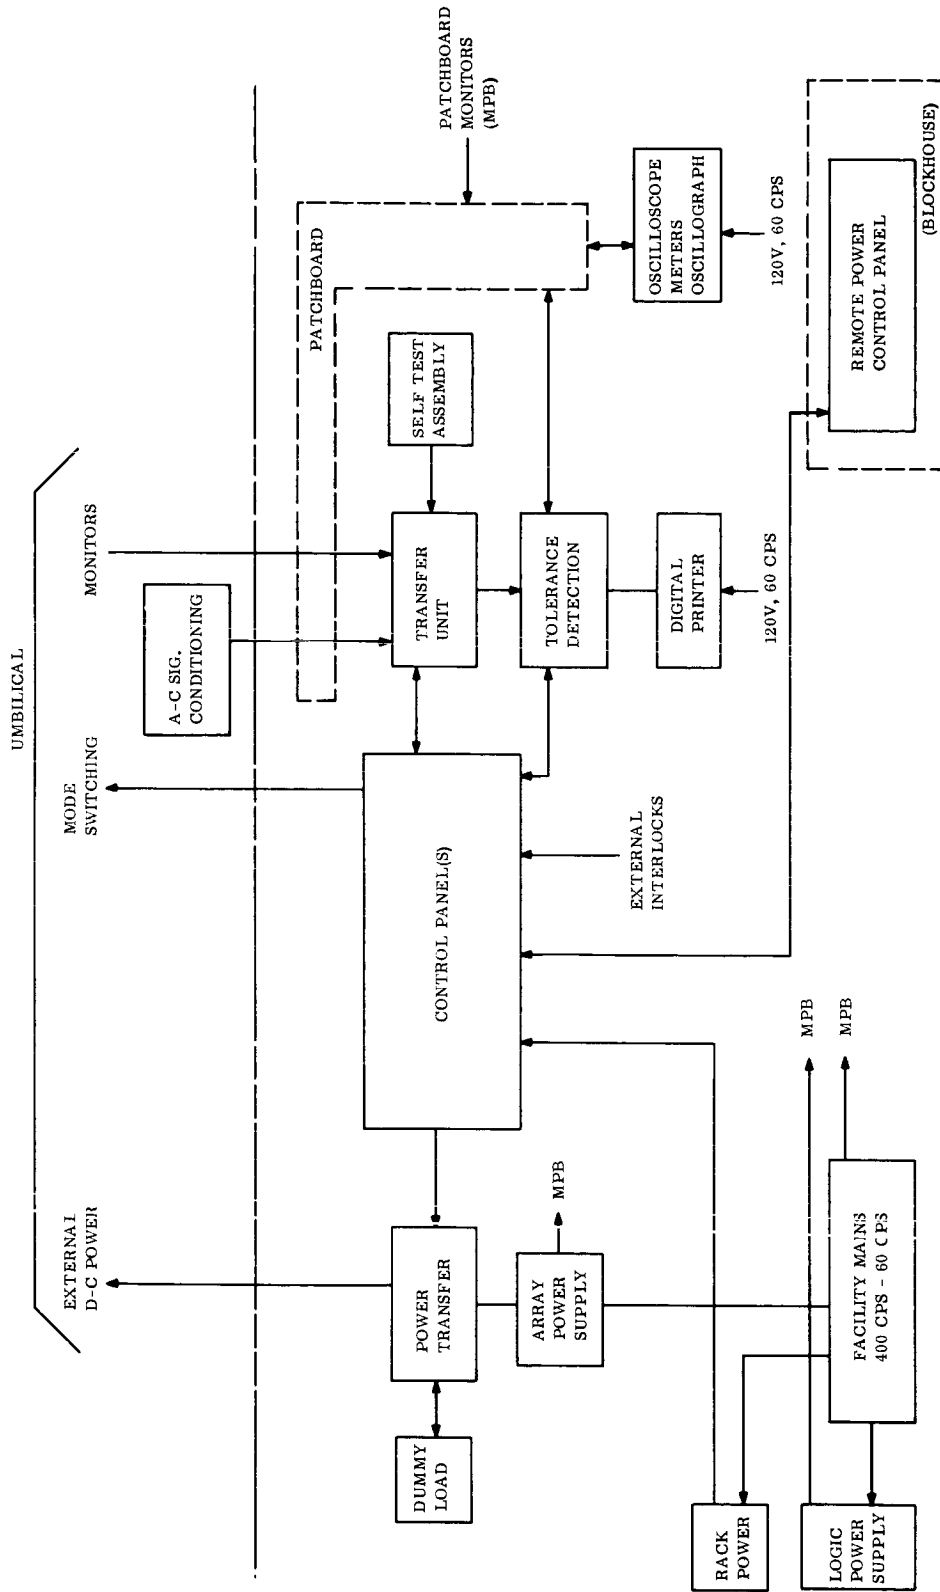 UMBILICAL
EXTERNAL
D-C POWER
MODE
SWITCHING
MONITORS
A-C SIG.
CONDITIONING
PATCHBOARD
PATCHBOARD
MONITORS
(MPB)
DUMMY
LOAD
POWER
TRANSFER
CONTROL PANEL(S)
TRANSFER
UNIT
SELF TEST
ASSEMBLY
ARRAY
POWER
SUPPLY
MPB
TOLERANCE
DETECTION
EXTERNAL
INTERLOCKS
DIGITAL
PRINTER
120V, 60 CPS
OSCILLOSCOPE
METERS
OSCILLOGRAPH
120V, 60 CPS
RACK
POWER
LOGIC
POWER
SUPPLY
FACILITY MAINS
400 CPS - 60 CPS
MPB
MPB
REMOTE POWER
CONTROL PANEL
(BLOCKHOUSE)